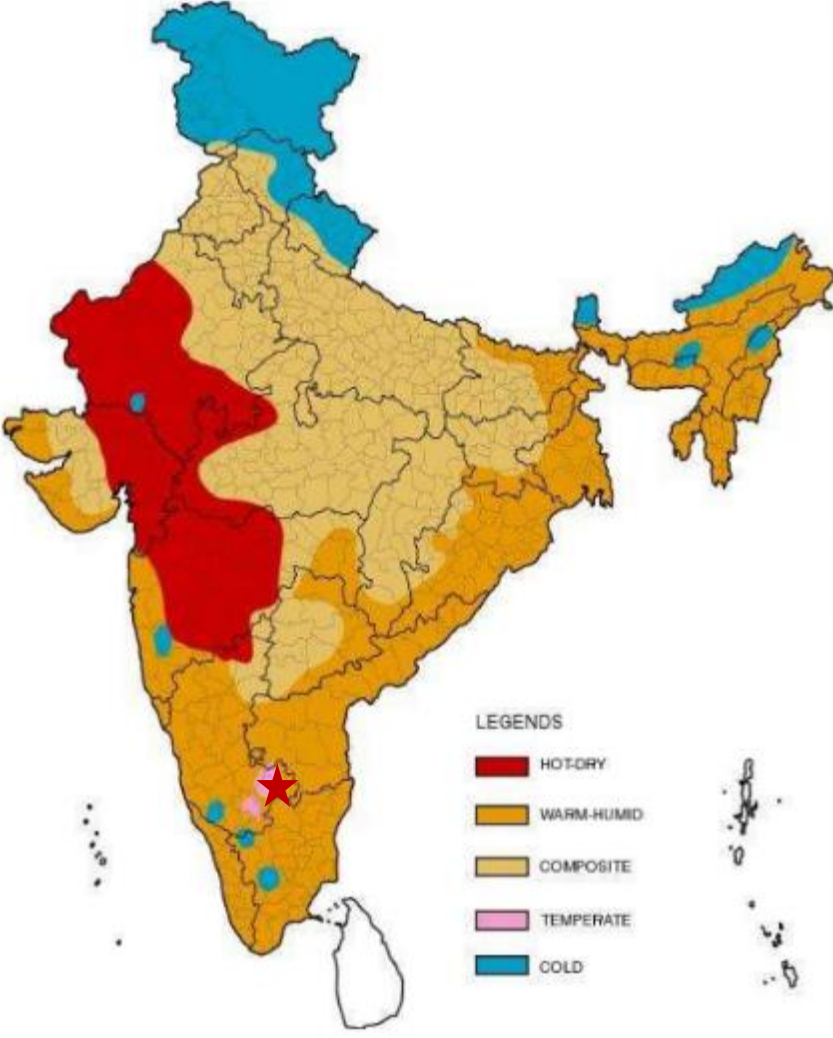 LEGENDS
HOT-DRY
WARM-HUMID
COMPOSITE
TEMPERATE
COLD